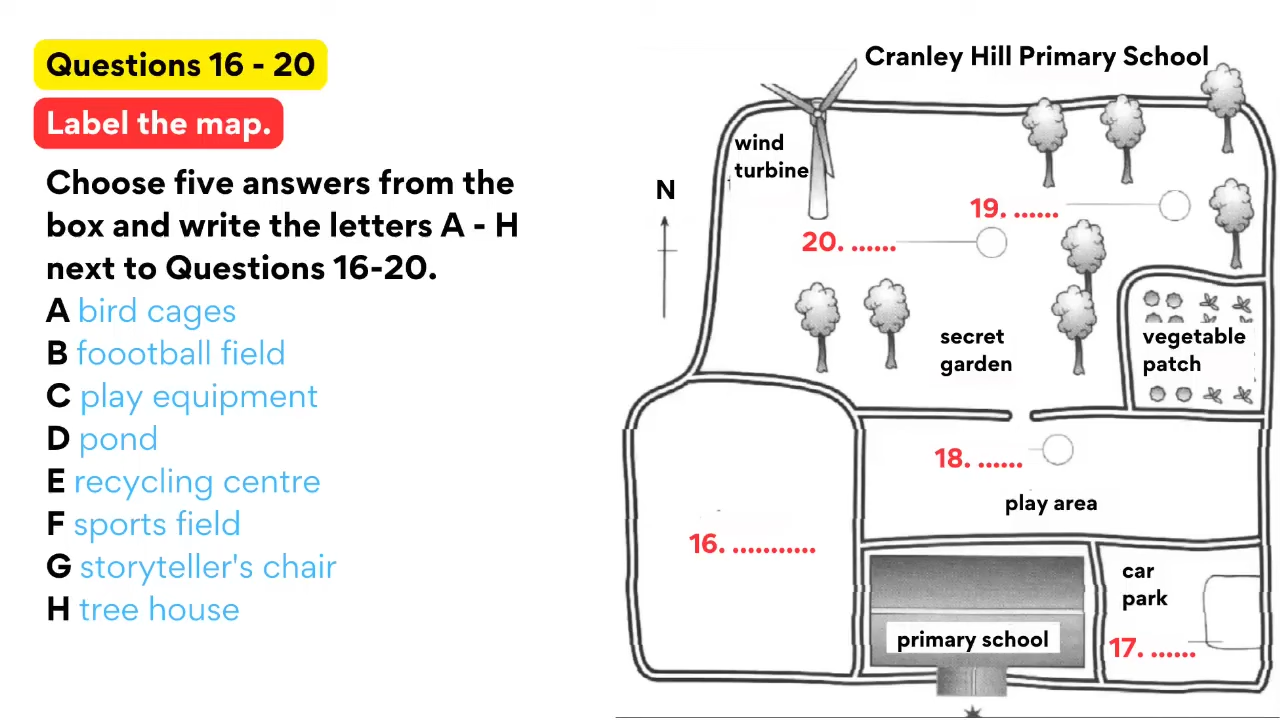 Questions 16 - 20
Label the map.
Choose five answers from the
box and write the letters A - H
next to Questions 16-20.
A bird cages
B foootball field
C play equipment
D pond
E recycling centre
F sports field
G storyteller's chair
H tree house
Cranley Hill Primary School
wind
turbine
N
19. ......
20. ......
secret
garden
vegetable
patch
18. ......
play area
16. ...........
car
park
primary school
17. ......